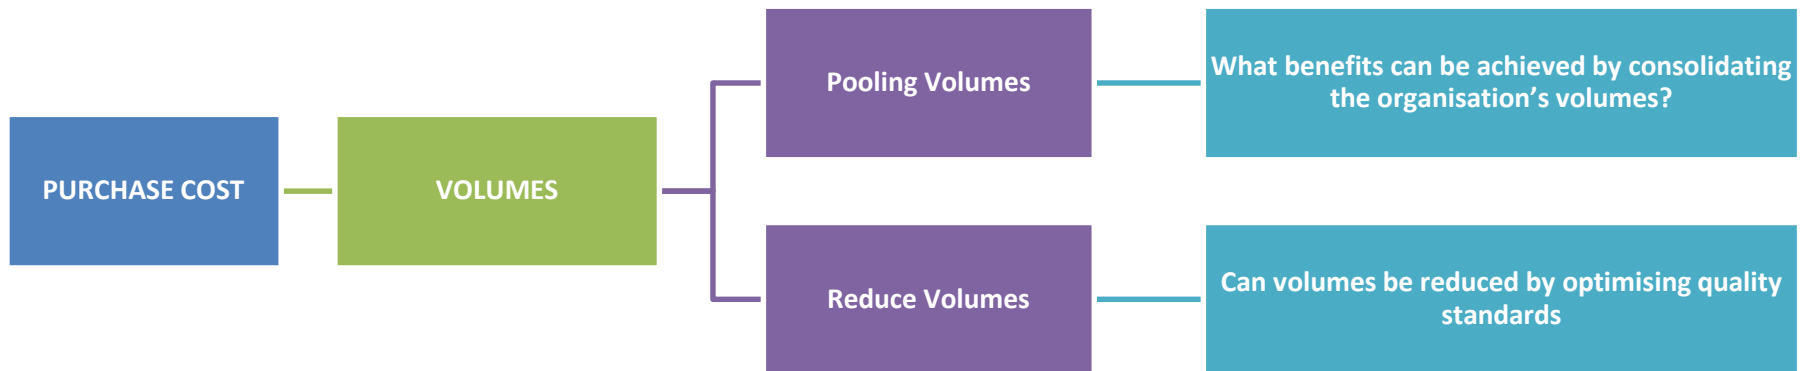 PURCHASE COST
VOLUMES
Pooling Volumes
What benefits can be achieved by consolidating
the organisation’s volumes?
Reduce Volumes
Can volumes be reduced by optimising quality
standards